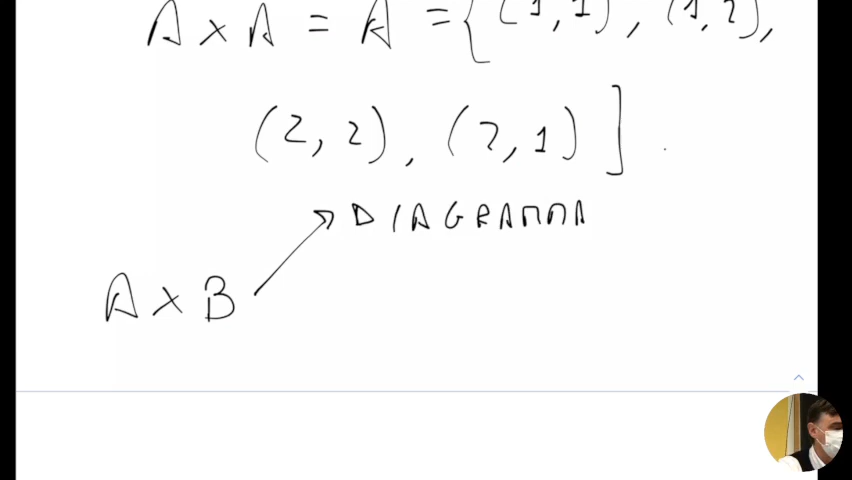 A × A = A = { (1,1), (1,2),
(2,2), (2,1) ] .
DIAGRAMMA
A × B